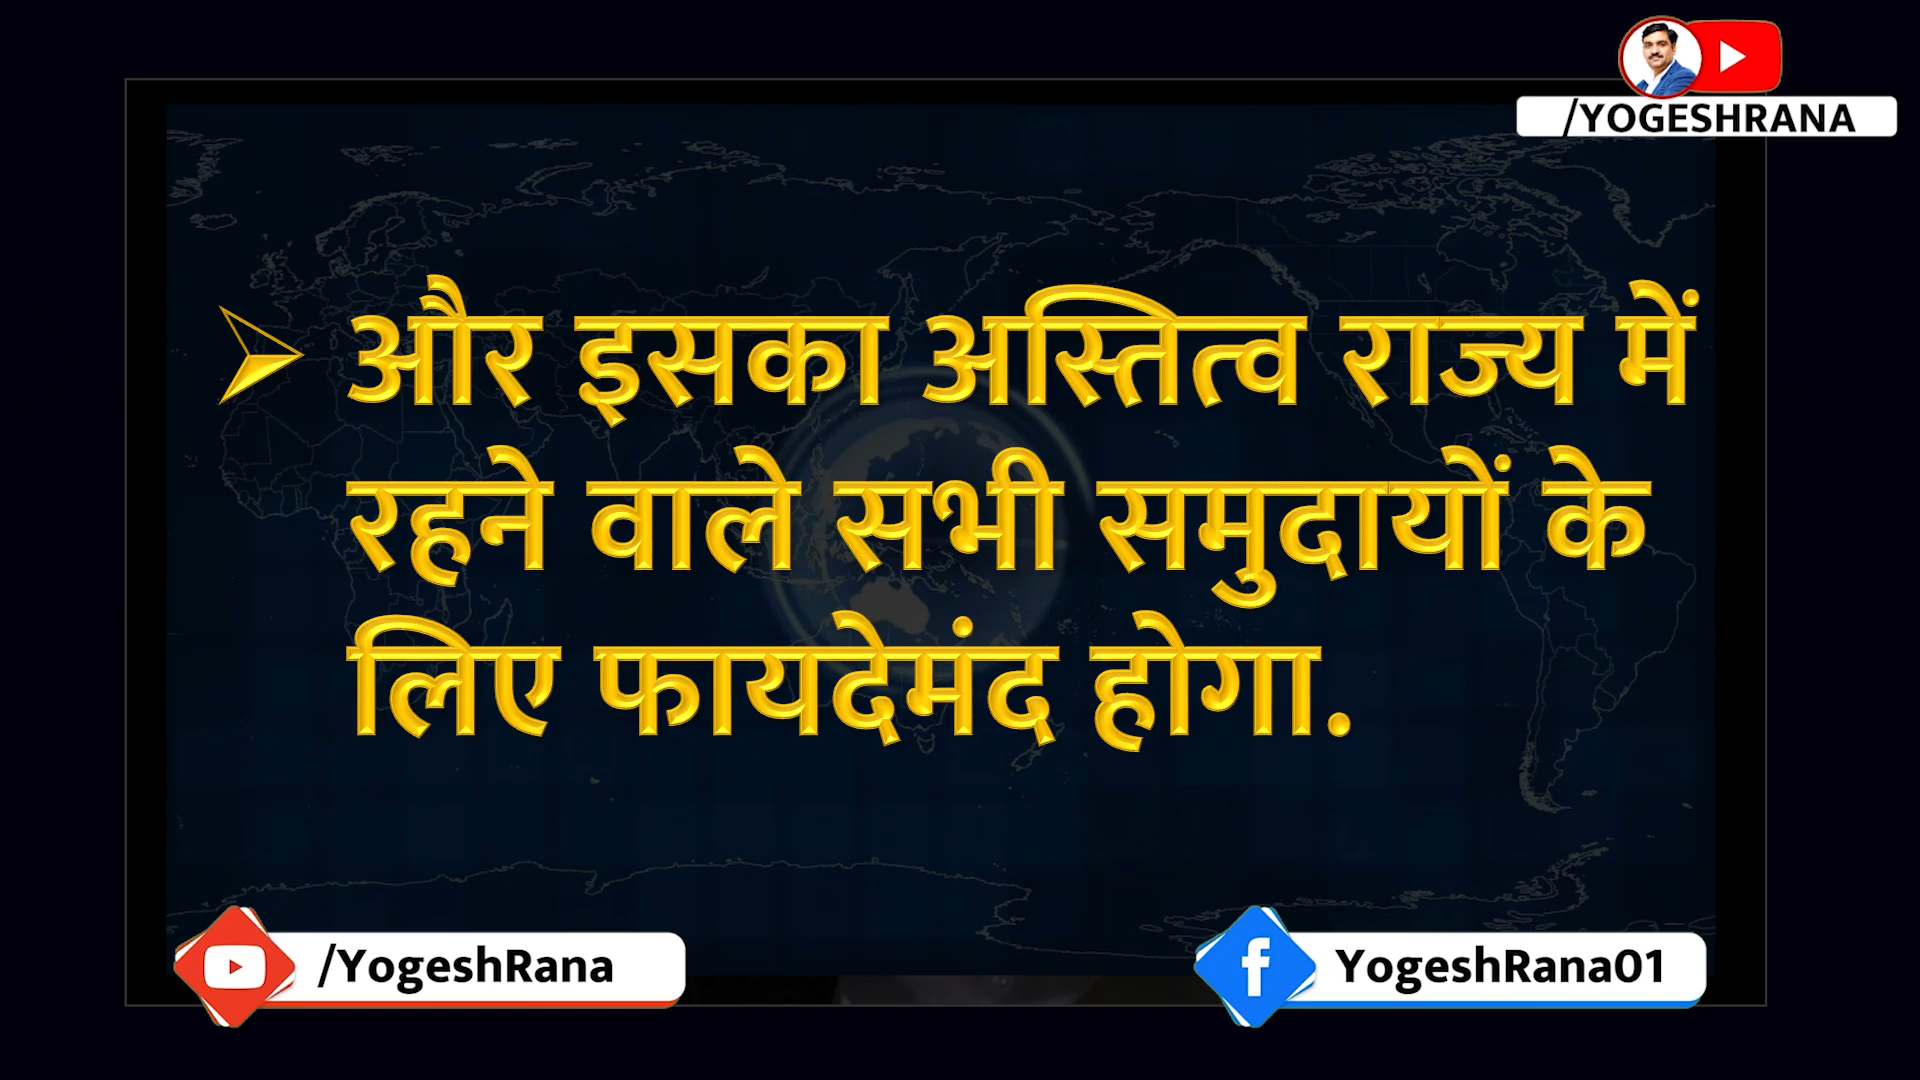 /YOGESHRANA
और इसका अस्तित्व राज्य में
रहने वाले सभी समुदायों के
लिए फायदेमंद होगा.
/YogeshRana
YogeshRana01